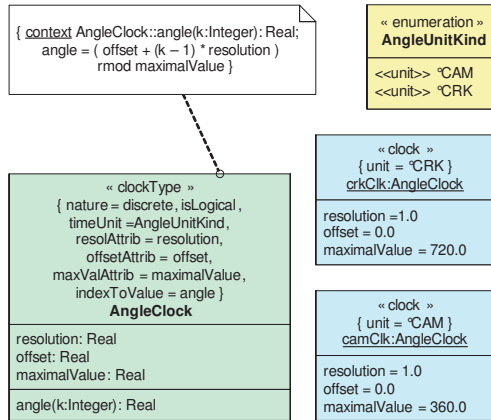 { context AngleClock::angle(k:Integer): Real;
angle = ( offset + (k – 1) * resolution )
rmod maximalValue }
« enumeration »
AngleUnitKind
<<unit>> °CAM
<<unit>> °CRK
« clockType »
{ nature = discrete, isLogical,
timeUnit =AngleUnitKind,
resolAttrib = resolution,
offsetAttrib = offset,
maxValAttrib = maximalValue,
indexToValue = angle }
AngleClock
resolution: Real
offset: Real
maximalValue: Real
angle(k:Integer): Real
« clock »
{ unit = °CRK }
crkClk:AngleClock
resolution =1.0
offset = 0.0
maximalValue = 720.0
« clock »
{ unit = °CAM }
camClk:AngleClock
resolution = 1.0
offset = 0.0
maximalValue = 360.0